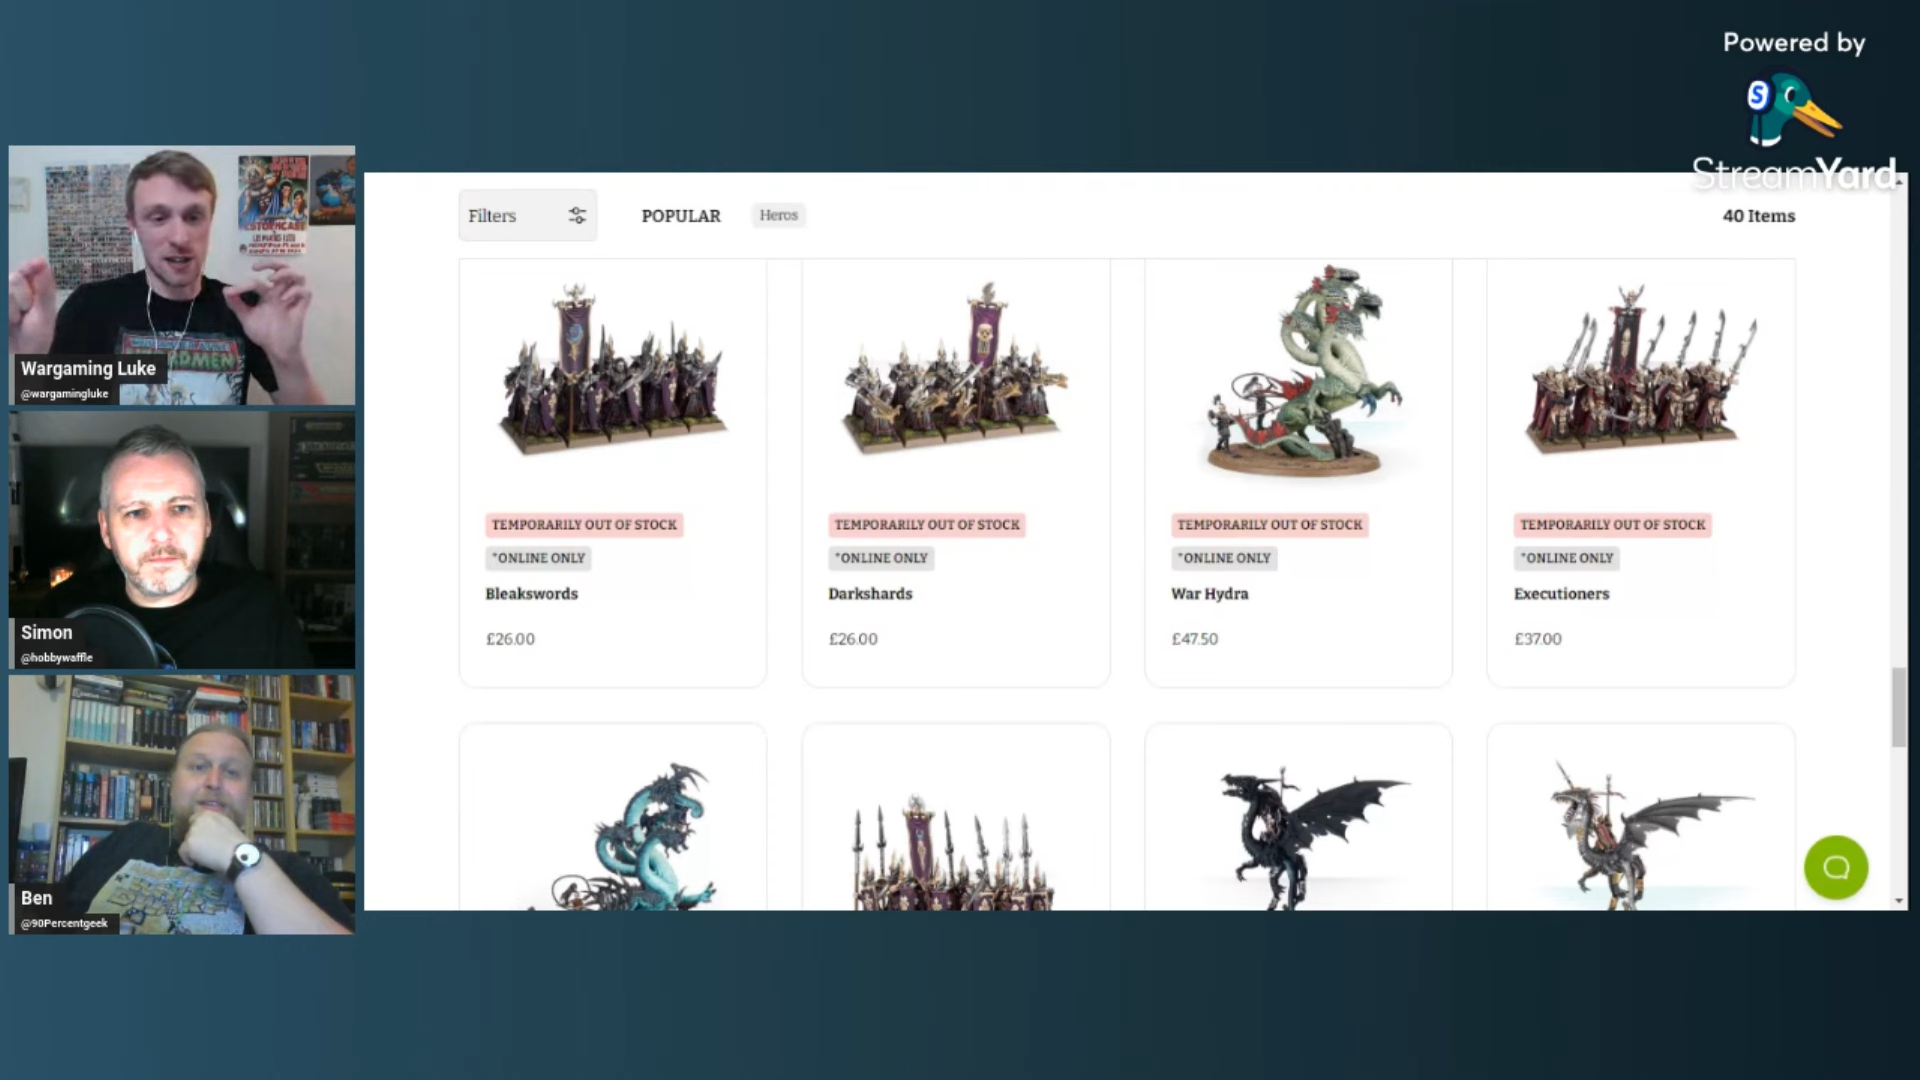 Powered by
StreamYard
Wargaming Luke
@wargamingluke
Simon
@hobbywaffle
Ben
@90Percentgeek
Filters
POPULAR
Heros
40 Items
TEMPORARILY OUT OF STOCK
*ONLINE ONLY
Bleakswords
£26.00
TEMPORARILY OUT OF STOCK
*ONLINE ONLY
Darkshards
£26.00
TEMPORARILY OUT OF STOCK
*ONLINE ONLY
War Hydra
£47.50
TEMPORARILY OUT OF STOCK
*ONLINE ONLY
Executioners
£37.00